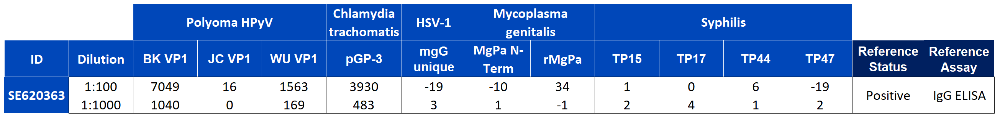 Polyoma HPyV Chlamydia trachomatis HSV-1 Mycoplasma genitalis Syphilis
ID Dilution BK VP1 JC VP1 WU VP1 pGP-3 mgG unique MgPa N-Term rMgPa TP15 TP17 TP44 TP47 Reference Status Reference Assay
SE620363 1:100 7049 16 1563 3930 -19 -10 34 1 0 6 -19 Positive IgG ELISA
1:1000 1040 0 169 483 3 1 -1 2 4 1 2